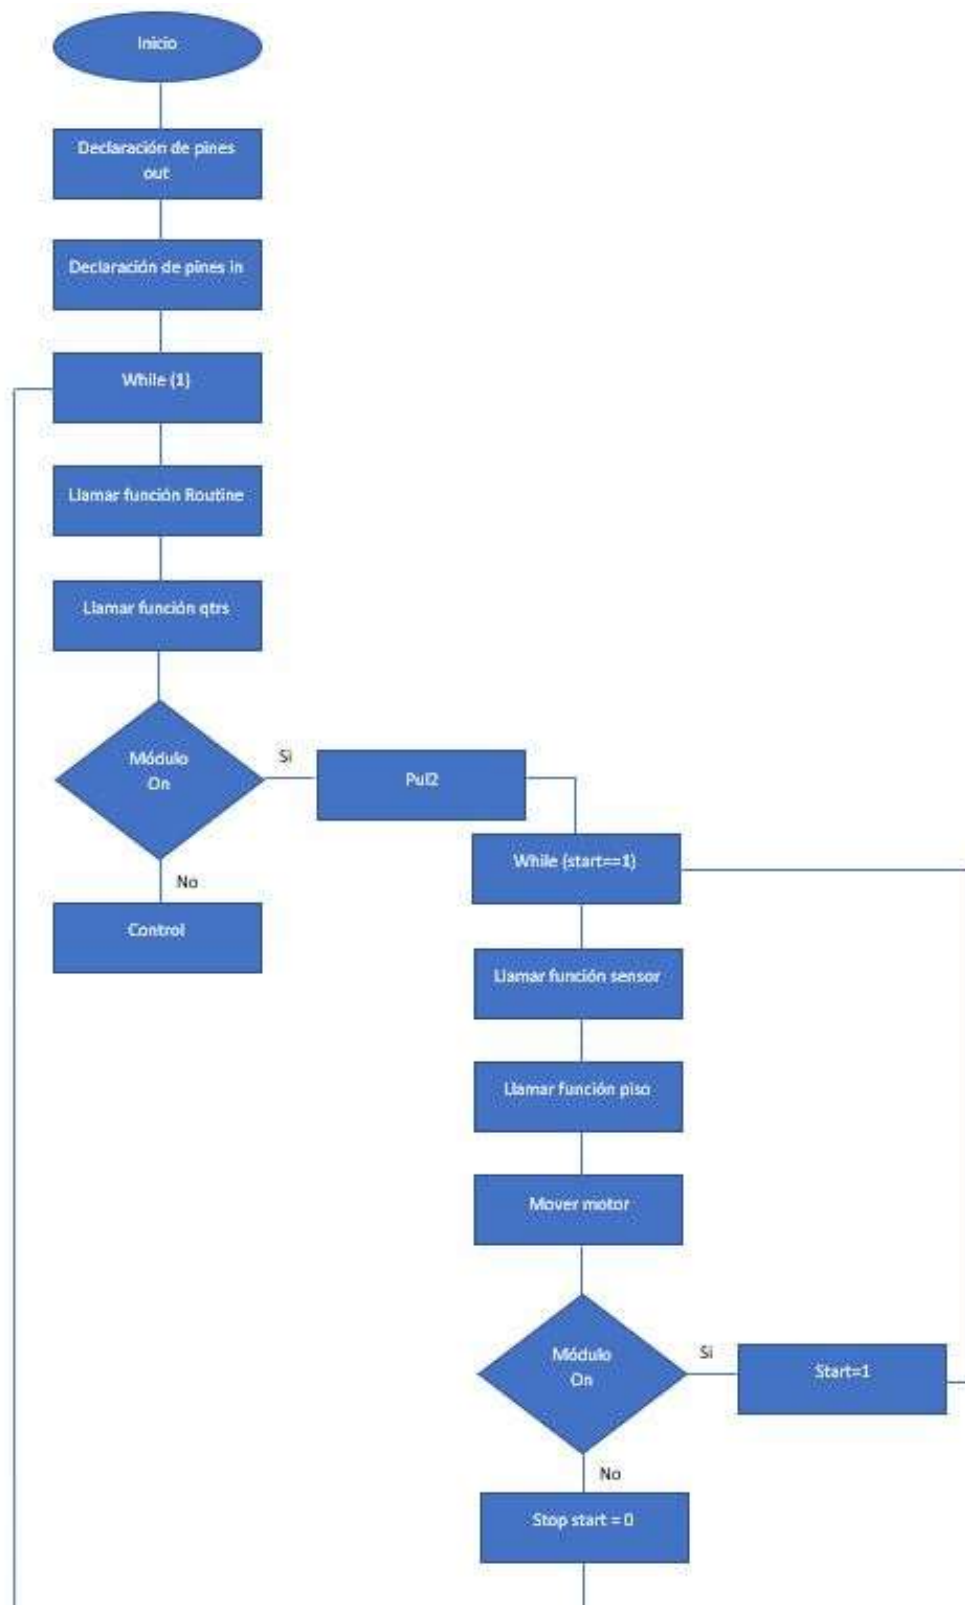 Inicio
Declaración de pines
out
Declaración de pines in
While (1)
Llamar función Routine
Llamar función qtrs
Módulo
On
Si
Pul2
No
Control
While (start==1)
Llamar función sensor
Llamar función piso
Mover motor
Módulo
On
Si
Start=1
No
Stop start = 0